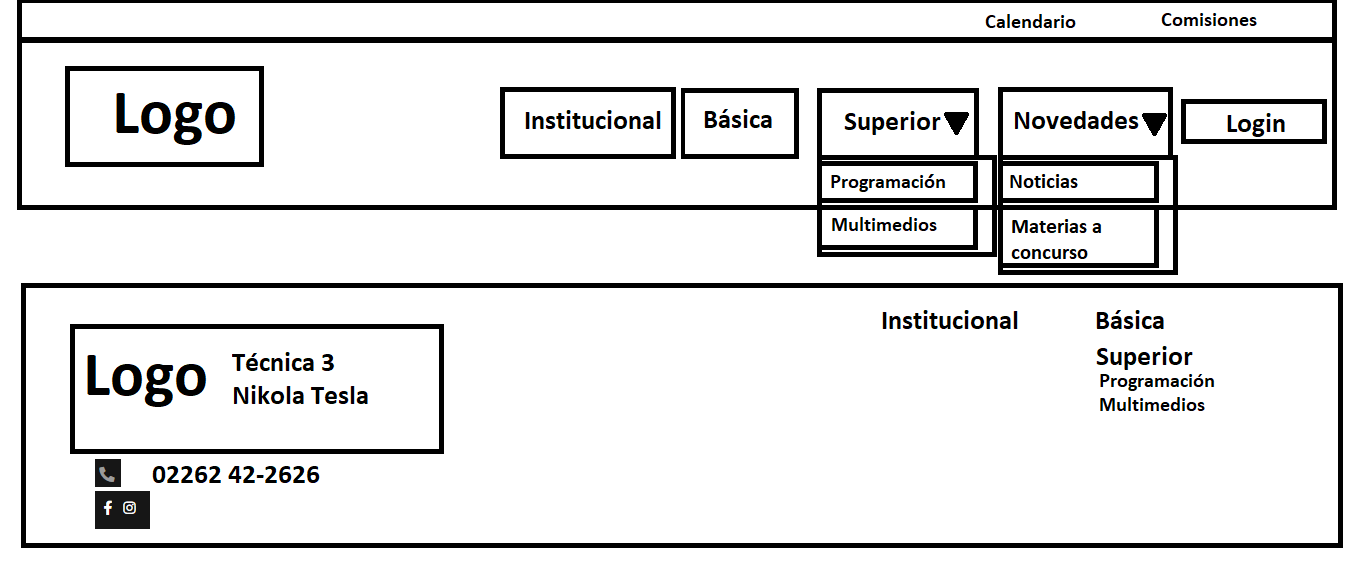 Calendario
Comisiones
Logo
Institucional
Básica
Superior
Novedades
Login
Programación
Multimedios
Noticias
Materias a
concurso
Logo
Técnica 3
Nikola Tesla
02262 42-2626
Institucional
Básica
Superior
Programación
Multimedios